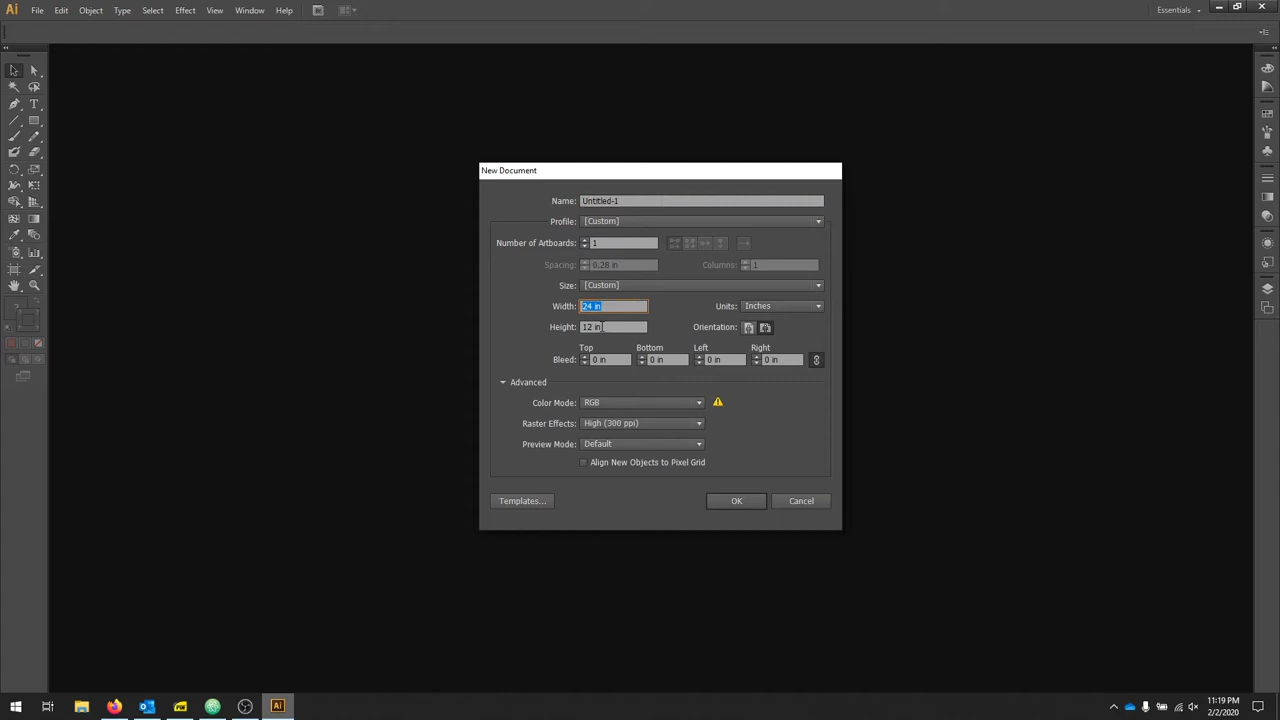 Ai File Edit Object Type Select Effect View Window Help Br Essentials
New Document
Name: Untitled-1
Profile: [Custom]
Number of Artboards: 1
Spacing: 0.28 in Columns: 1
Size: [Custom]
Width: 24 in Units: Inches
Height: 12 in Orientation:
Top Bottom Left Right
Bleed: 0 in 0 in 0 in 0 in
Advanced
Color Mode: RGB
Raster Effects: High (300 ppi)
Preview Mode: Default
Align New Objects to Pixel Grid
Templates... OK Cancel
11:19 PM
2/2/2020